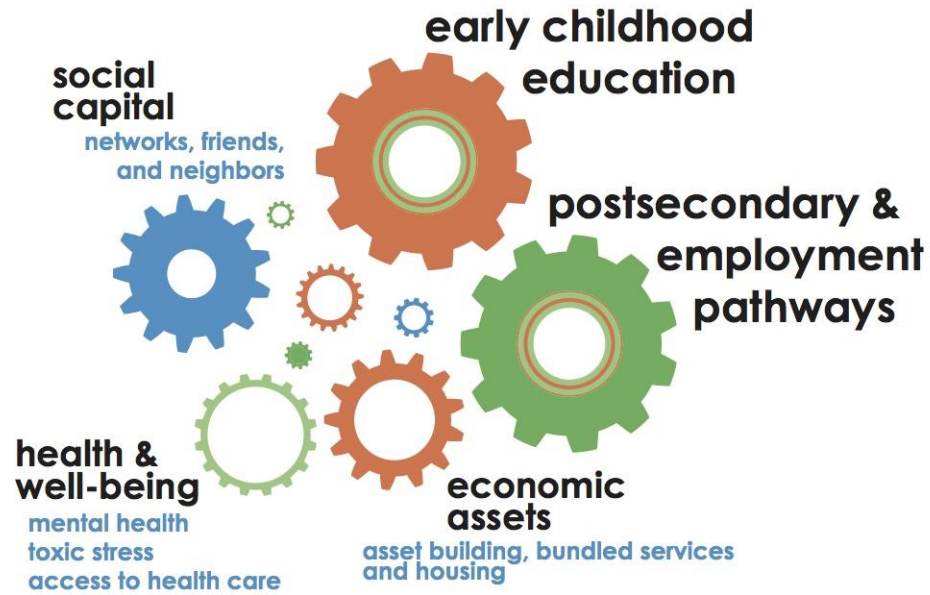 early childhood
education
social
capital
networks, friends,
and neighbors
postsecondary &
employment
pathways
health &
well-being
mental health
toxic stress
access to health care
economic
assets
asset building, bundled services
and housing